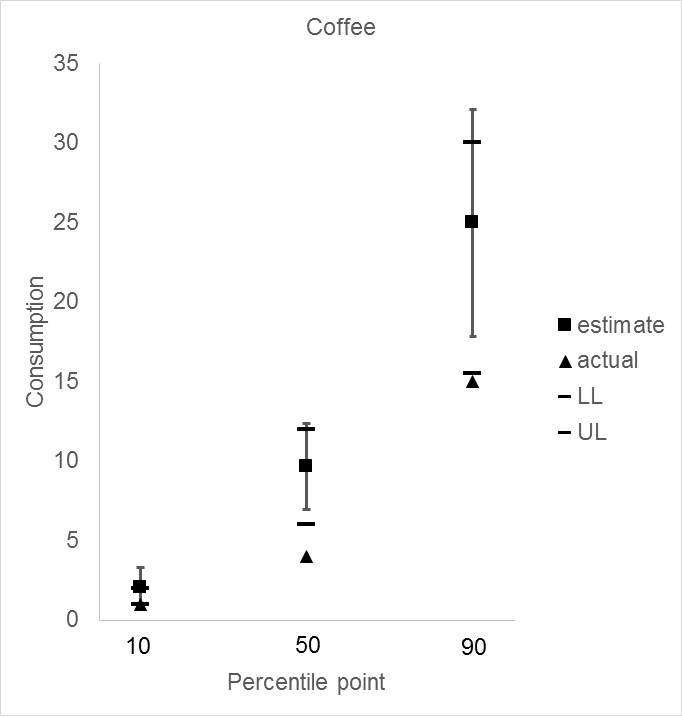 Coffee
35
30
25
20
15
10
5
0
Consumption
10 50 90
Percentile point
estimate
actual
LL
UL